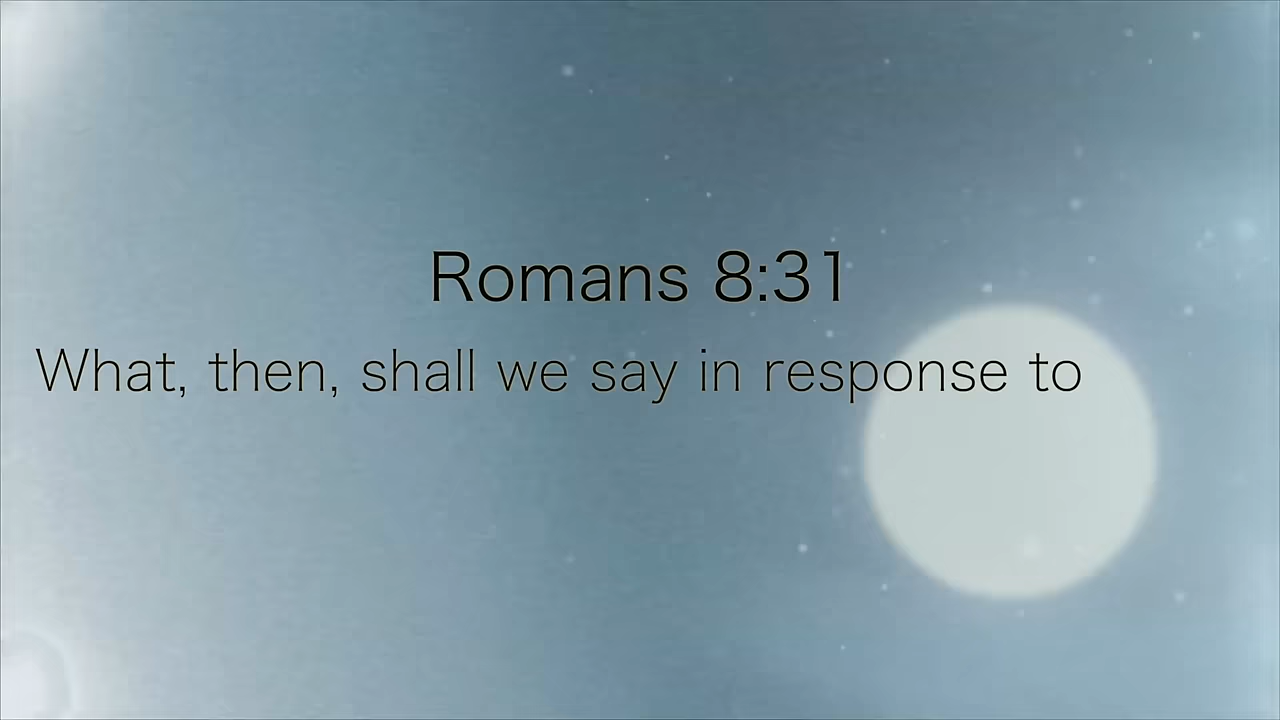 Romans 8:31
What, then, shall we say in response to